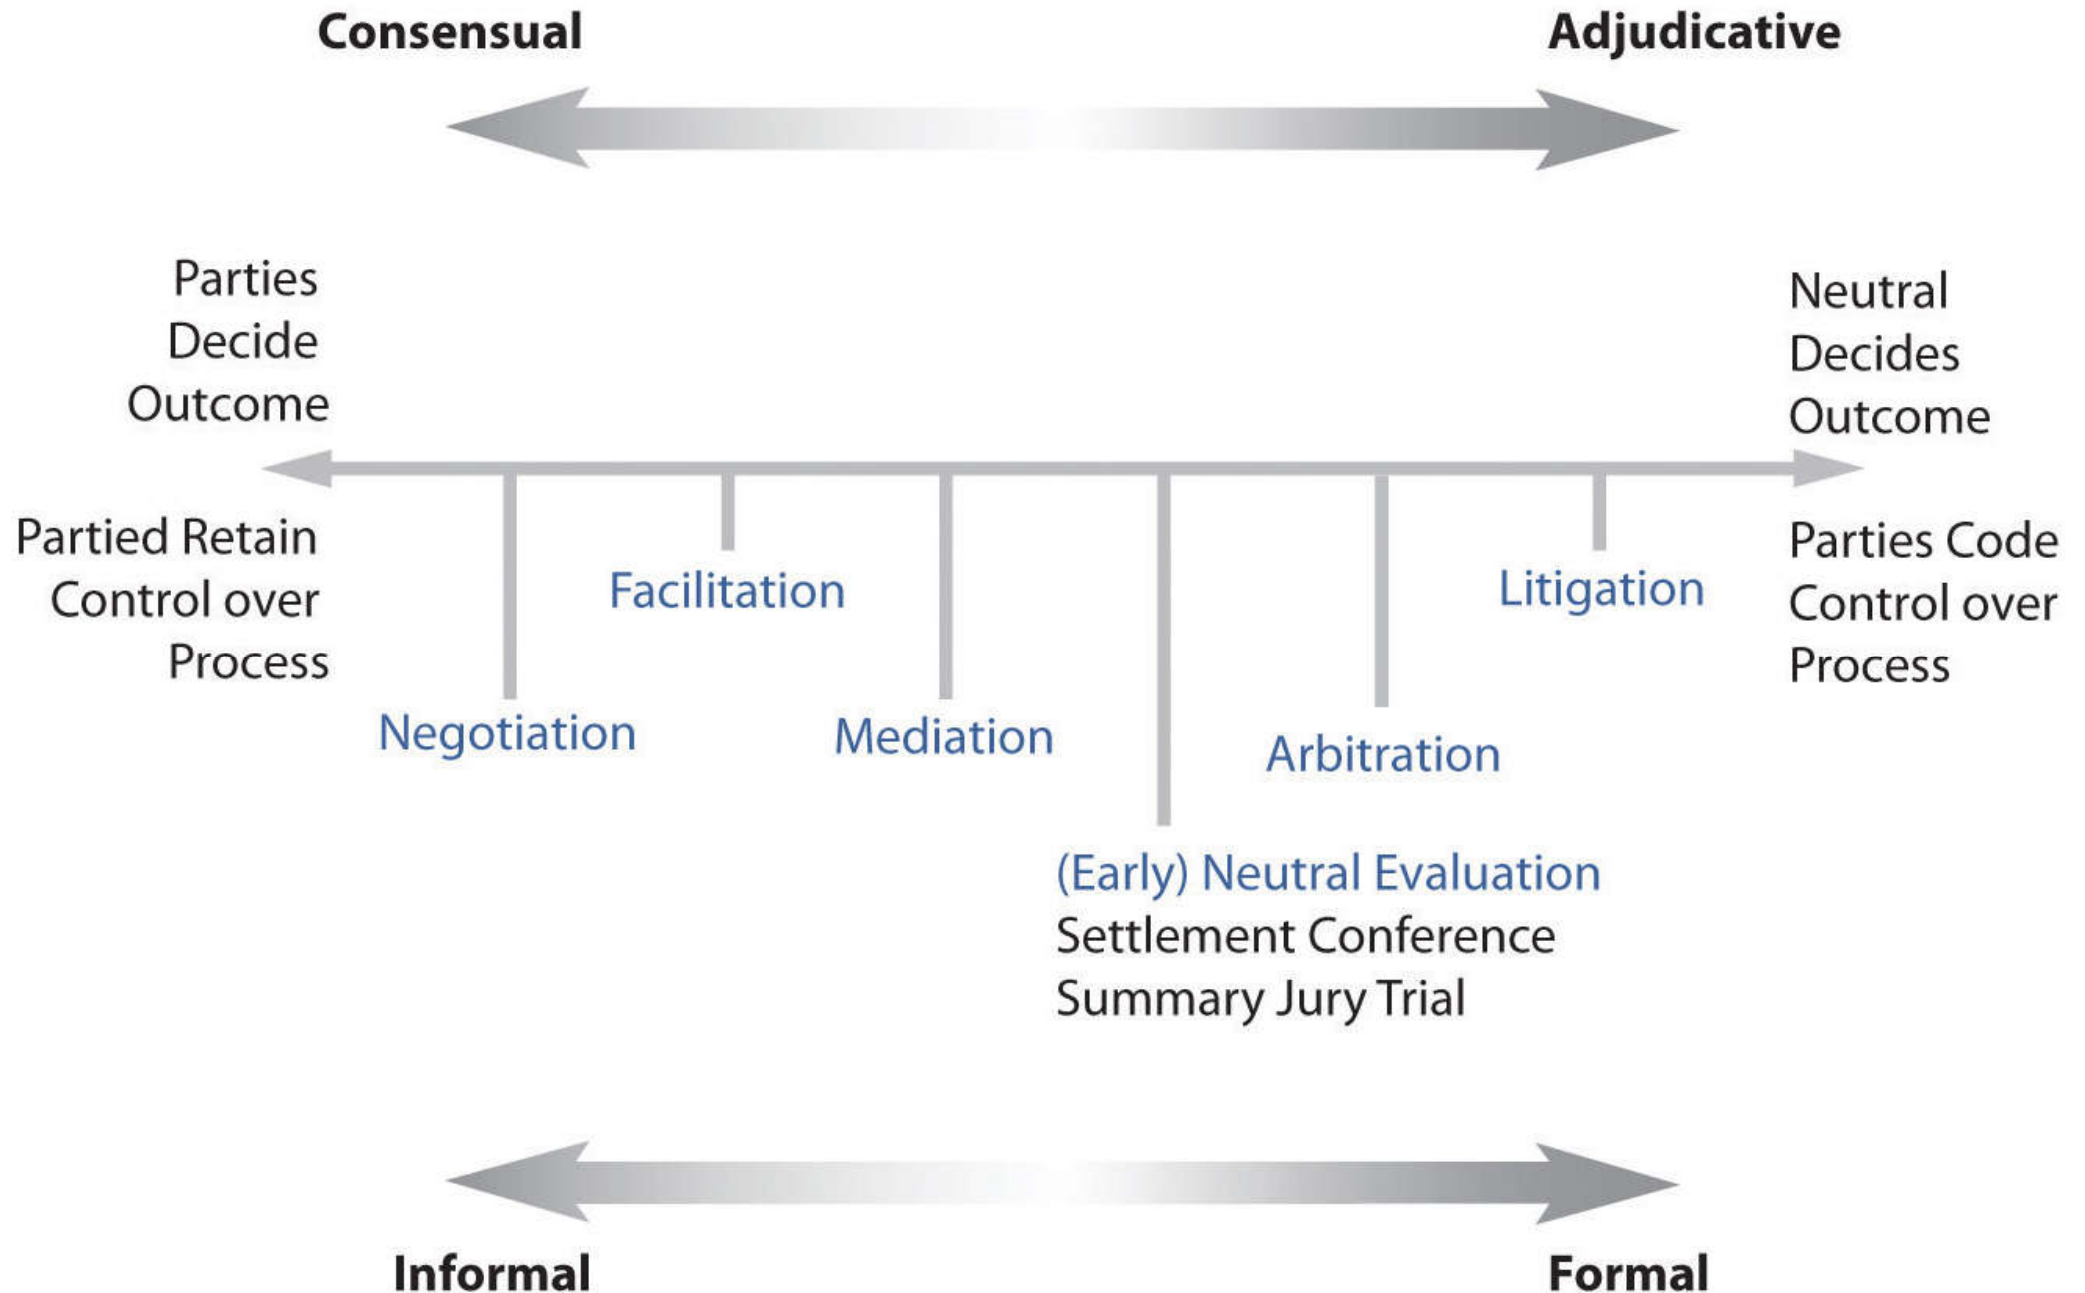 Consensual
Adjudicative
Parties
Decide
Outcome
Neutral
Decides
Outcome
Partied Retain
Control over
Process
Parties Code
Control over
Process
Facilitation
Litigation
Negotiation
Mediation
Arbitration
(Early) Neutral Evaluation
Settlement Conference
Summary Jury Trial
Informal
Formal